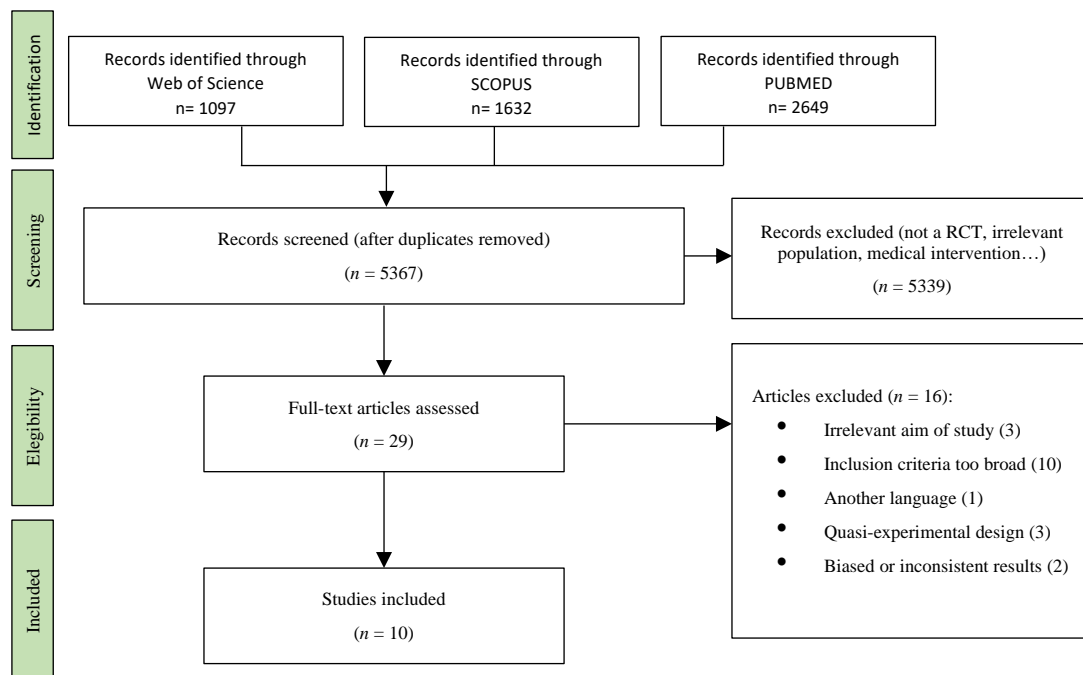 Identification
Records identified through
Web of Science
n= 1097
Records identified through
SCOPUS
n= 1632
Records identified through
PUBMED
n= 2649
Screening
Records screened (after duplicates removed)
(n = 5367)
Records excluded (not a RCT, irrelevant
population, medical intervention…)
(n = 5339)
Elegibility
Full-text articles assessed
(n = 29)
Articles excluded (n = 16):
• Irrelevant aim of study (3)
• Inclusion criteria too broad (10)
• Another language (1)
• Quasi-experimental design (3)
• Biased or inconsistent results (2)
Included
Studies included
(n = 10)